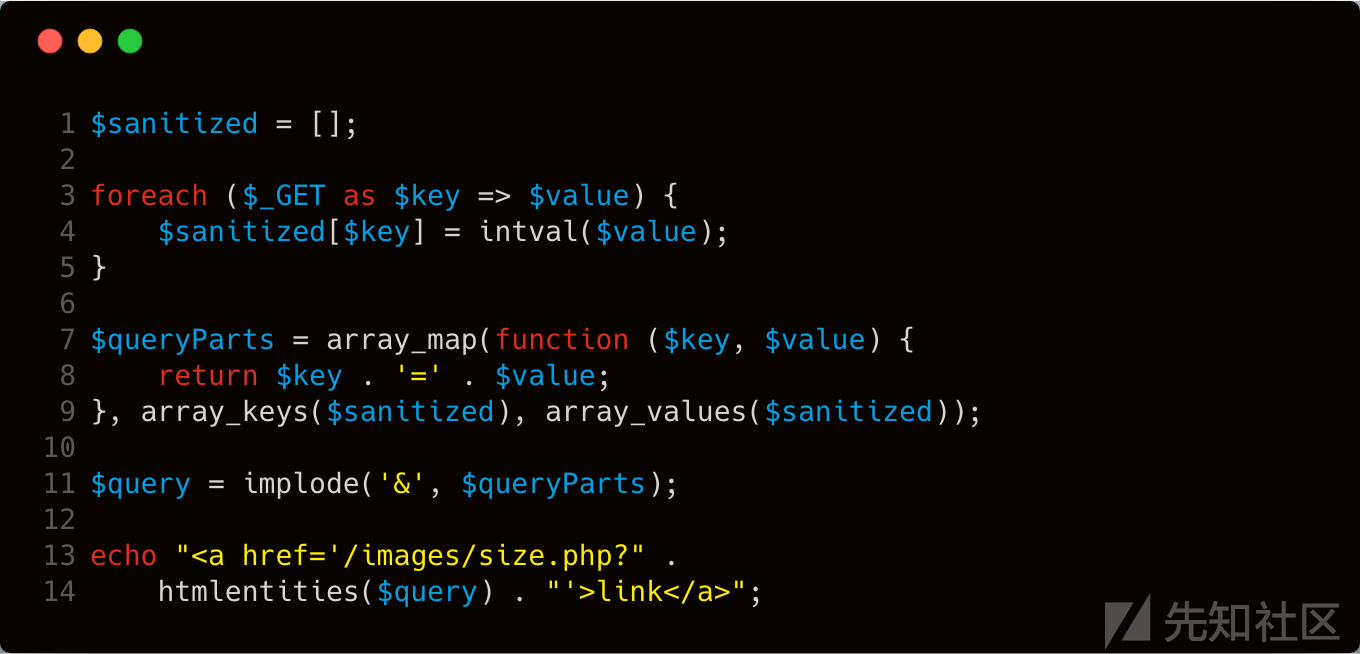 1 $sanitized = [];
2
3 foreach ($_GET as $key => $value) {
4     $sanitized[$key] = intval($value);
5 }
6
7 $queryParts = array_map(function ($key, $value) {
8     return $key . '=' . $value;
9 }, array_keys($sanitized), array_values($sanitized));
10
11 $query = implode('&', $queryParts);
12
13 echo "<a href='/images/size.php?" .
14     htmlentities($query) . "'>link</a>";
先知社区